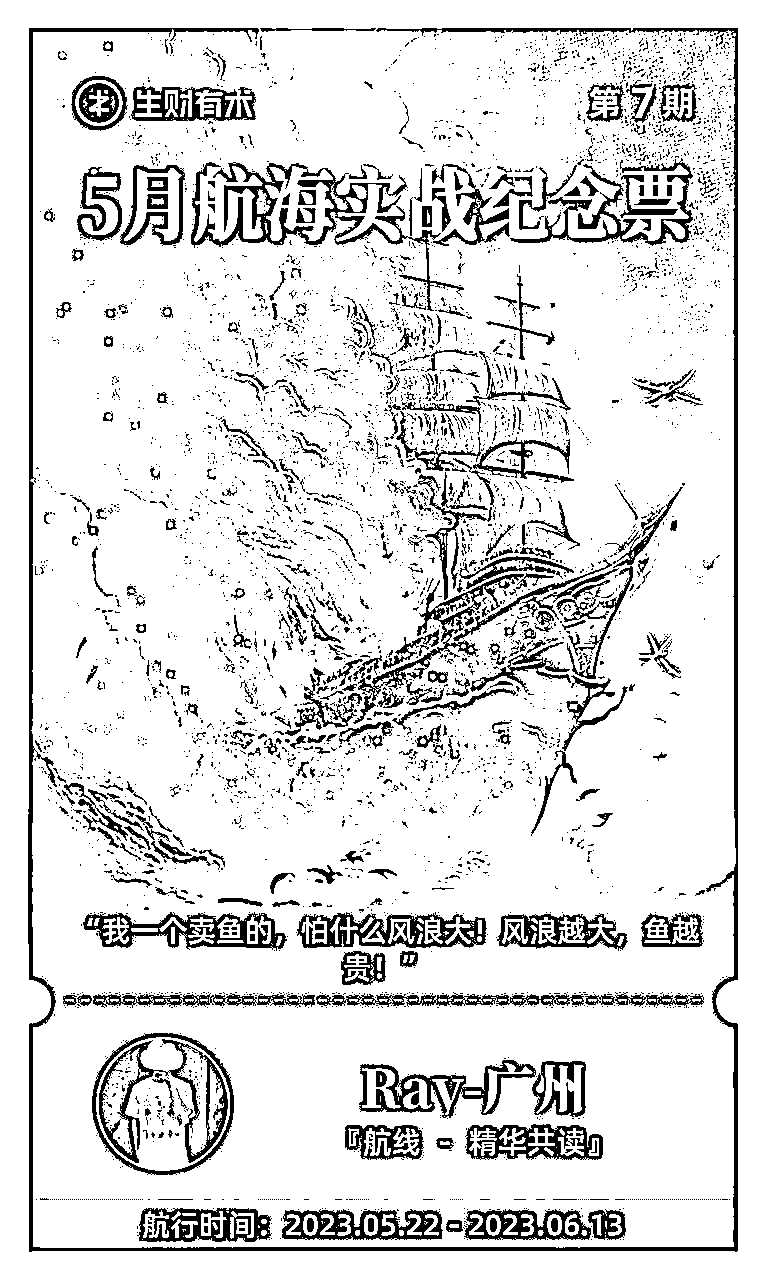 生财有术
第7期
5月航海实战纪念票
“我一个卖鱼的，怕什么风浪大！风浪越大，鱼越
贵！”
Ray-广州
『航线 - 精华共读』
航行时间：2023.05.22 - 2023.06.13